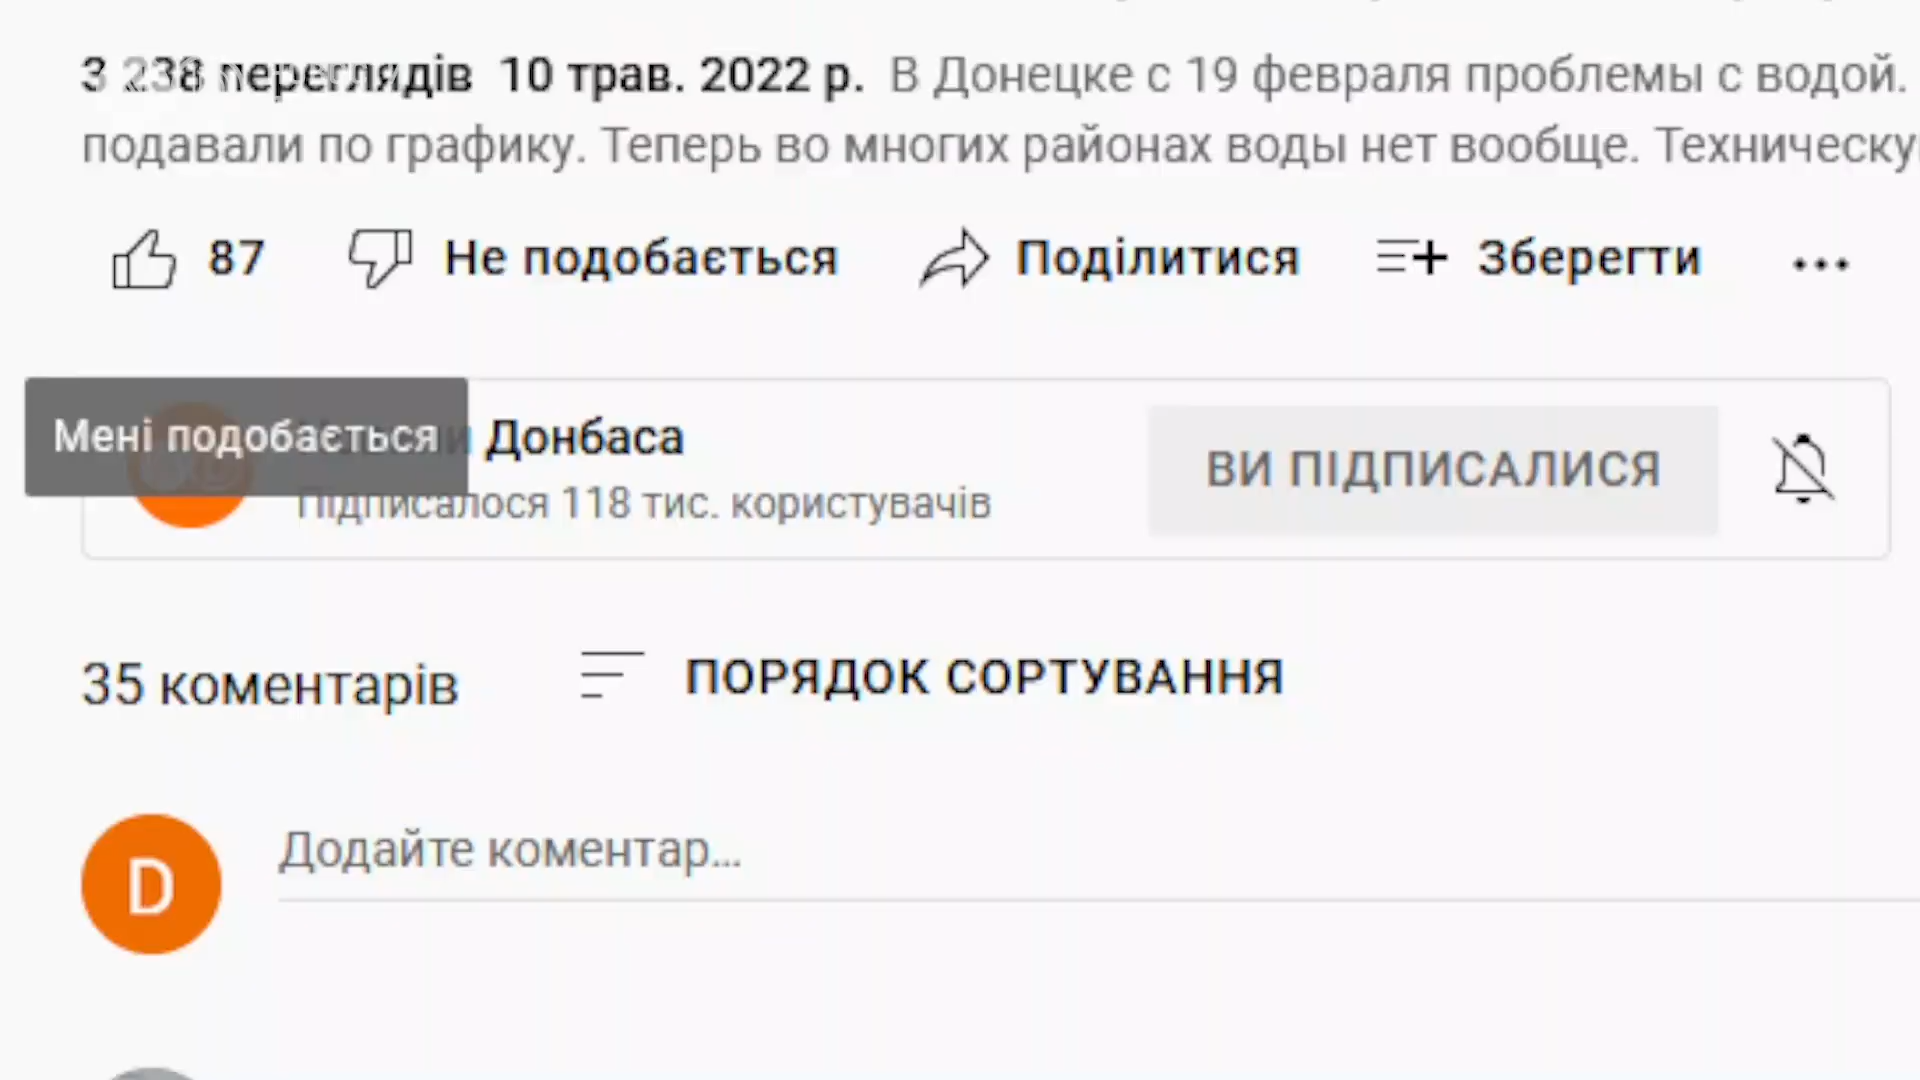 3 238 переглядів 10 трав. 2022 р. В Донецке с 19 февраля проблемы с водой.
подавали по графику. Теперь во многих районах воды нет вообще. Техническу
87 Не подобається Поділитися Зберегти
Мені подобається Донбаса
Підписалося 118 тис. користувачів
ВИ ПІДПИСАЛИСЯ
35 коментарів ПОРЯДОК СОРТУВАННЯ
D Додайте коментар...